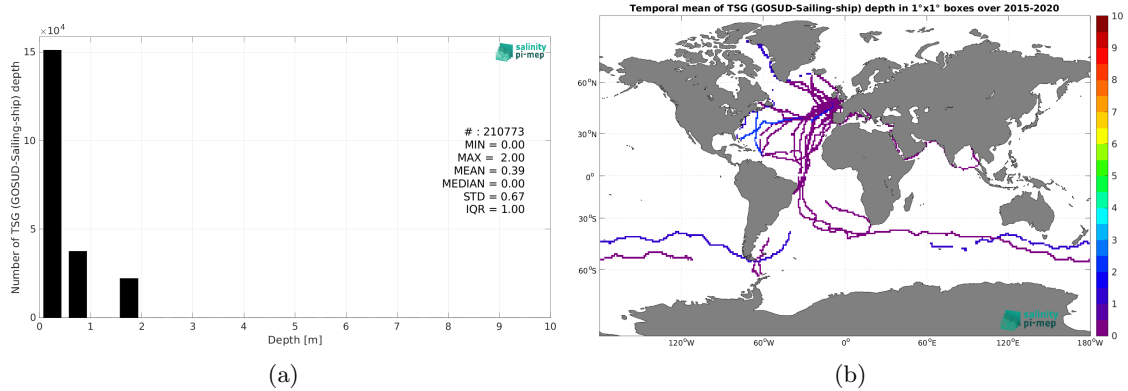 ×10⁴
15
10
5
0
Number of TSG (GOSUD-Sailing-ship) depth
salinity
pi-mep
# : 210773
MIN = 0.00
MAX = 2.00
MEAN = 0.39
MEDIAN = 0.00
STD = 0.67
IQR = 1.00
0 1 2 3 4 5 6 7 8 9 10
Depth [m]
(a)
Temporal mean of TSG (GOSUD-Sailing-ship) depth in 1°x1° boxes over 2015-2020
60°N
30°N
0°
30°S
60°S
120°W 60°W 0° 60°E 120°E 180°W
salinity
pi-mep
10
9
8
7
6
5
4
3
2
1
0
(b)